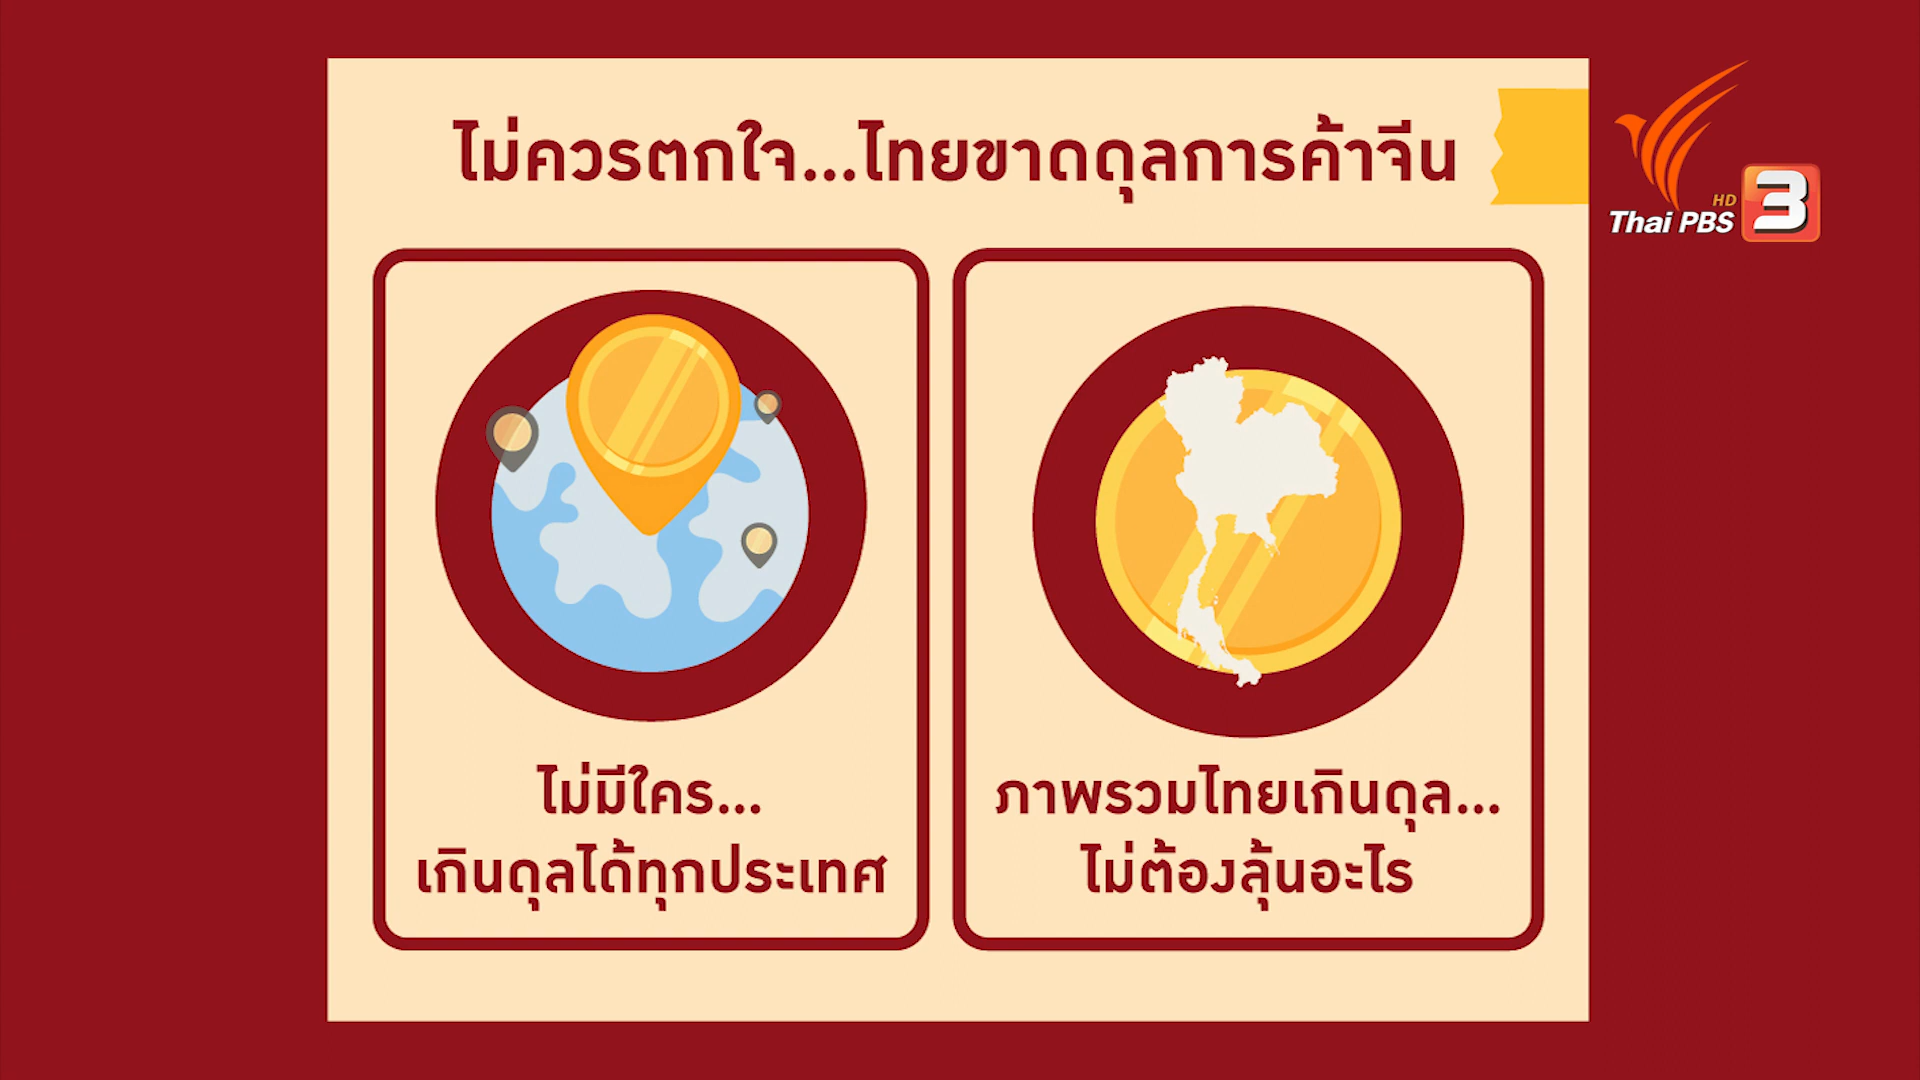 ไม่ควรตกใจ...ไทยขาดดุลการค้าจีน
HD
Thai PBS 3
ไม่มีใคร...
เกินดุลได้ทุกประเทศ
ภาพรวมไทยเกินดุล...
ไม่ต้องลุ้นอะไร